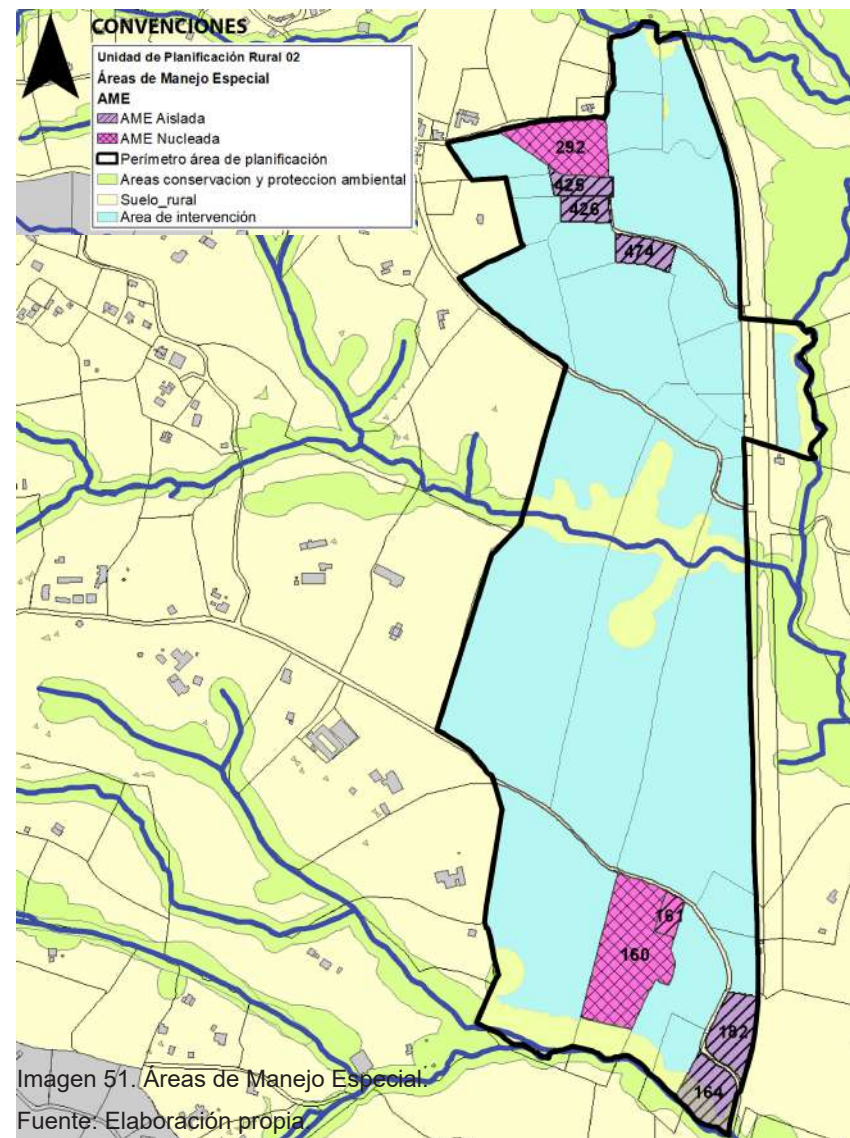 CONVENCIONES
Unidad de Planificación Rural 02
Áreas de Manejo Especial
AME
AME Aislada
AME Nucleada
Perímetro área de planificación
Areas conservacion y proteccion ambiental
Suelo_rural
Area de intervención
292
425
426
474
161
160
182
164
Imagen 51. Áreas de Manejo Especial.
Fuente: Elaboración propia.